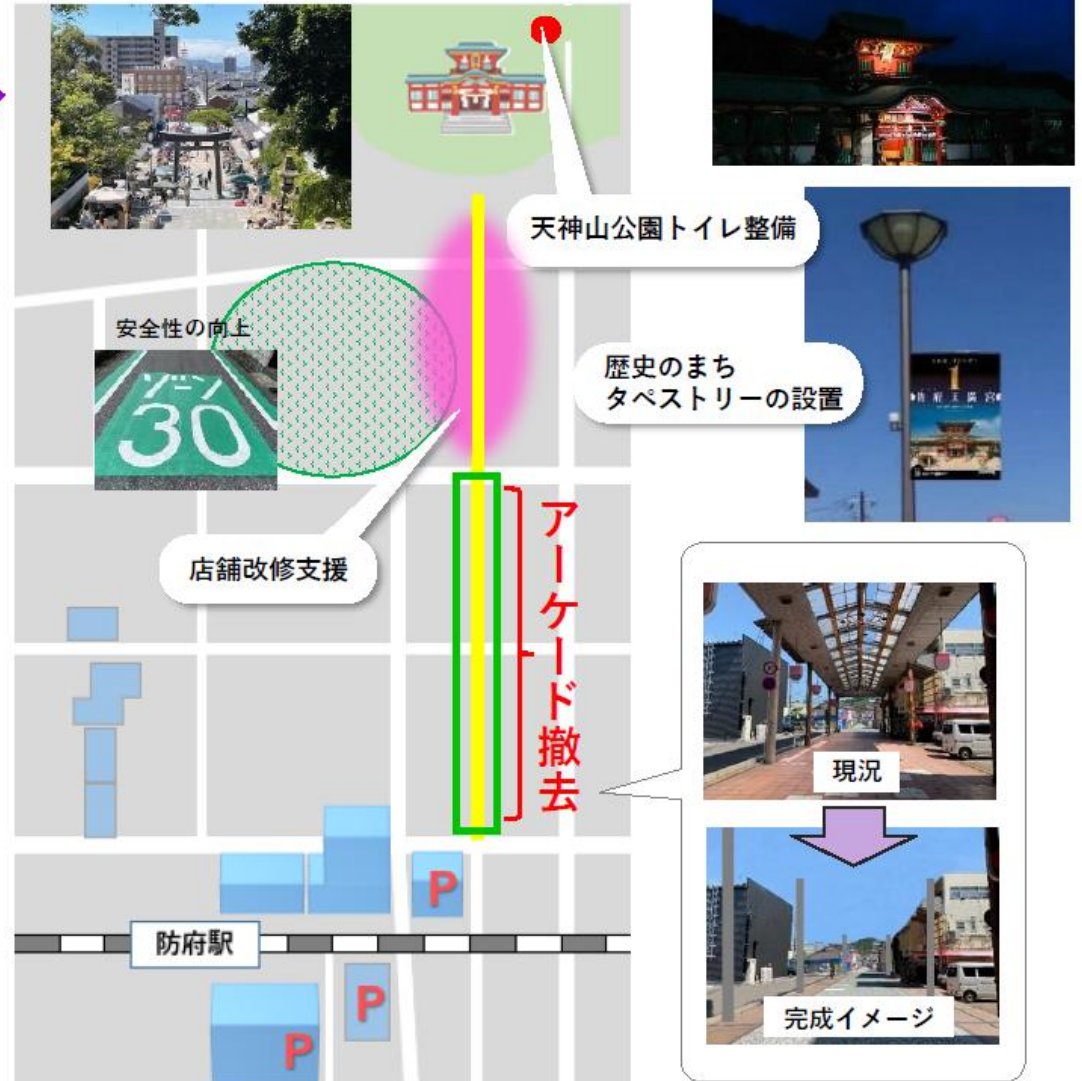 天神山公園トイレ整備
安全性の向上
ゾーン
30
歴史のまち
タペストリーの設置
防府天満宮
店舗改修支援
アーケード撤去
現況
P
防府駅
P
P
完成イメージ